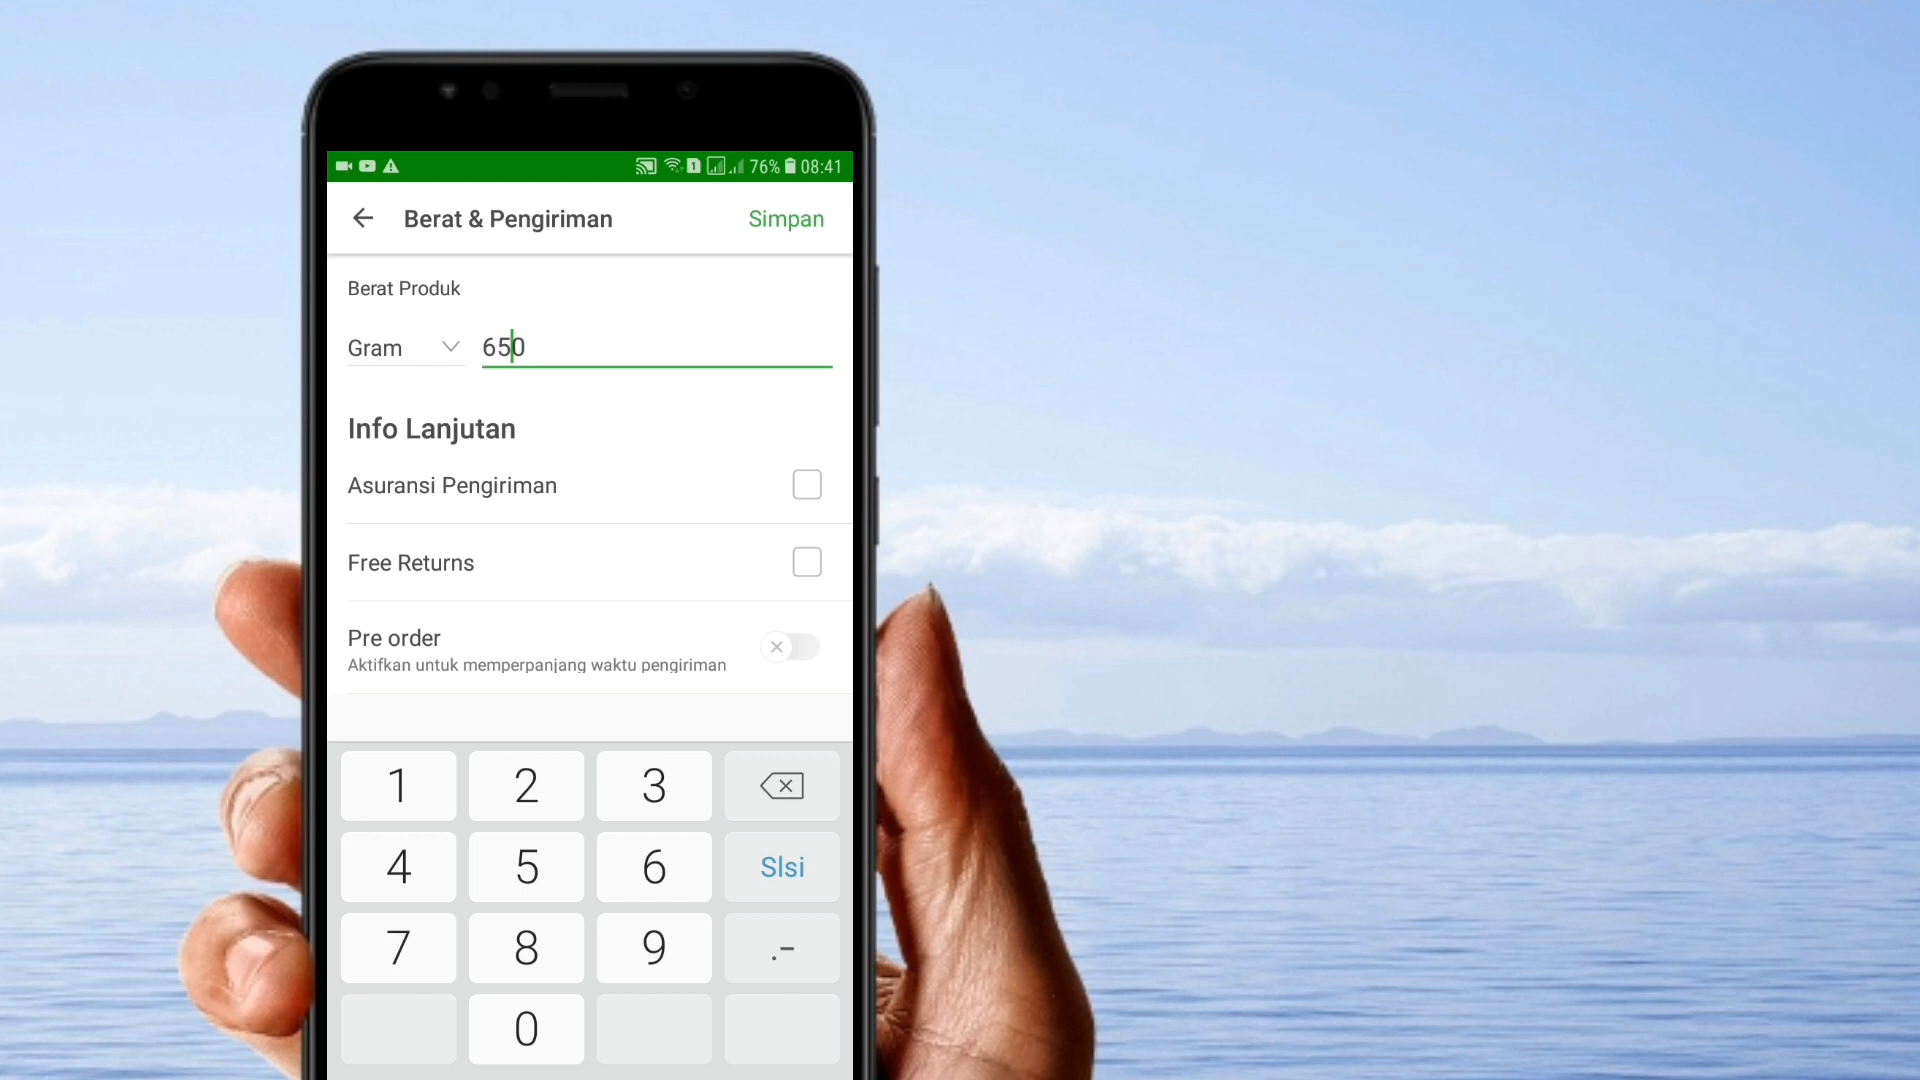 76% 08:41
Berat & Pengiriman Simpan
Berat Produk
Gram 650
Info Lanjutan
Asuransi Pengiriman
Free Returns
Pre order
Aktifkan untuk memperpanjang waktu pengiriman
1 2 3
4 5 6 Slsi
7 8 9 .-
0